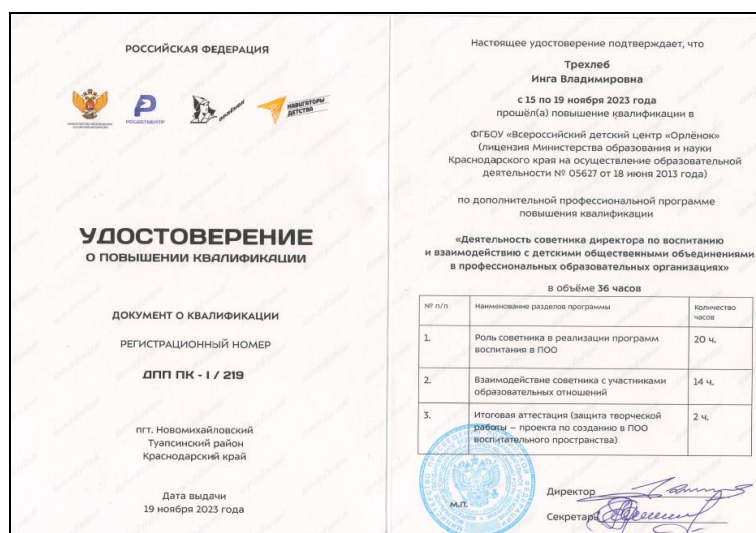 РОССИЙСКАЯ ФЕДЕРАЦИЯ
РОСДЕТЦЕНТР
ОРЛЁНОК
НАВИГАТОРЫ
ДЕТСТВА
УДОСТОВЕРЕНИЕ
О ПОВЫШЕНИИ КВАЛИФИКАЦИИ
ДОКУМЕНТ О КВАЛИФИКАЦИИ
РЕГИСТРАЦИОННЫЙ НОМЕР
ДПП ПК - I / 219
пгт. Новомихайловский
Туапсинский район
Краснодарский край
Дата выдачи
19 ноября 2023 года
Настоящее удостоверение подтверждает, что
Трехлеб
Инга Владимировна
с 15 по 19 ноября 2023 года
прошёл(а) повышение квалификации в
ФГБОУ «Всероссийский детский центр «Орлёнок»
(лицензия Министерства образования и науки
Краснодарского края на осуществление образовательной
деятельности № 05627 от 18 июня 2013 года)
по дополнительной профессиональной программе
повышения квалификации
«Деятельность советника директора по воспитанию
и взаимодействию с детскими общественными объединениями
в профессиональных образовательных организациях»
в объёме 36 часов
№ п/п Наименование разделов программы Количество
часов
1. Роль советника в реализации программ 20 ч.
воспитания в ПОО
2. Взаимодействие советника с участниками 14 ч.
образовательных отношений
3. Итоговая аттестация (защита творческой 2 ч.
работы – проекта по созданию в ПОО
воспитательного пространства)
Директор
М.П.
Секретарь